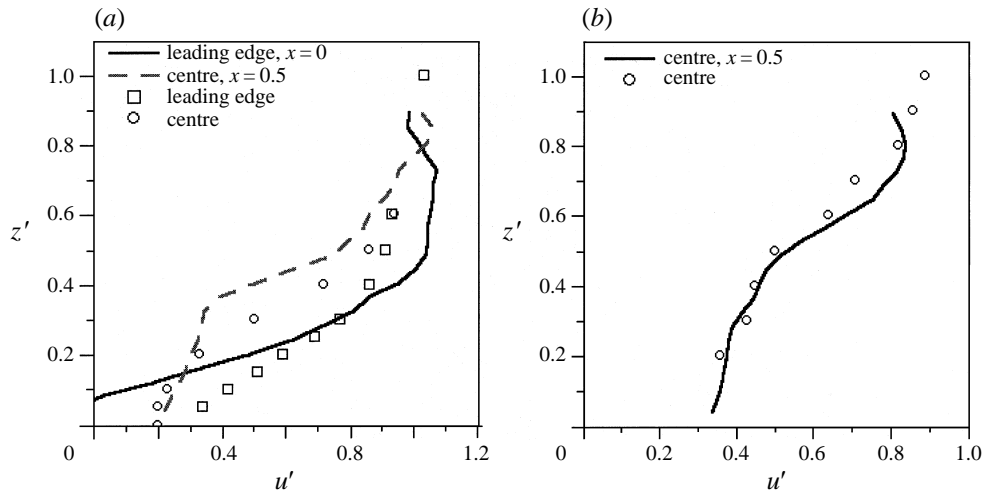 (a)
leading edge, x = 0
centre, x = 0.5
leading edge
centre
1.0
0.8
0.6
0.4
0.2
z′
0
0.4
0.8
1.2
u′
(b)
centre, x = 0.5
centre
1.0
0.8
0.6
0.4
0.2
z′
0
0.2
0.4
0.6
0.8
1.0
u′